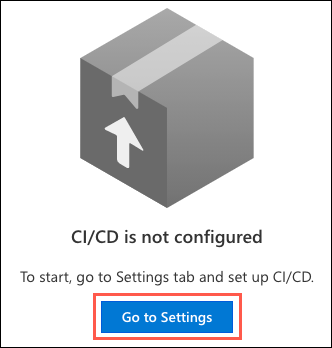 CI/CD is not configured
To start, go to Settings tab and set up CI/CD.
Go to Settings